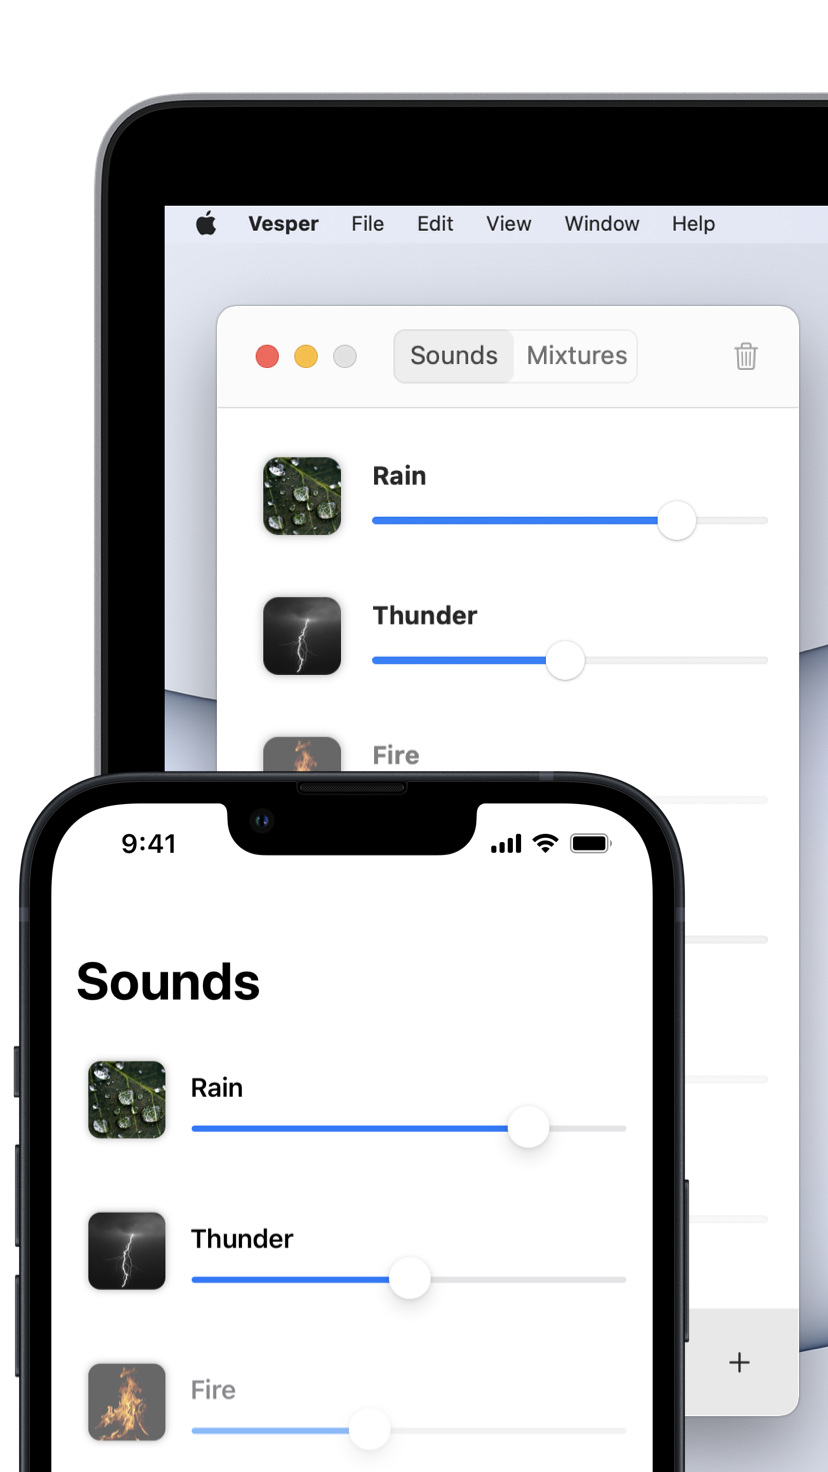 Vesper File Edit View Window Help
Sounds Mixtures
Rain
Thunder
Fire
9:41
Sounds
Rain
Thunder
Fire